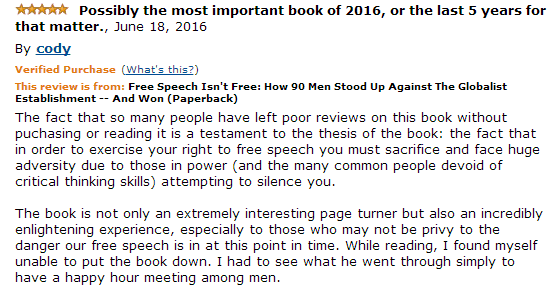 Possibly the most important book of 2016, or the last 5 years for
that matter., June 18, 2016
By cody
Verified Purchase (What's this?)
This review is from: Free Speech Isn't Free: How 90 Men Stood Up Against The Globalist
Establishment -- And Won (Paperback)
The fact that so many people have left poor reviews on this book without
puchasing or reading it is a testament to the thesis of the book: the fact that
in order to exercise your right to free speech you must sacrifice and face huge
adversity due to those in power (and the many common people devoid of
critical thinking skills) attempting to silence you.
The book is not only an extremely interesting page turner but also an incredibly
enlightening experience, especially to those who may not be privy to the
danger our free speech is in at this point in time. While reading, I found myself
unable to put the book down. I had to see what he went through simply to
have a happy hour meeting among men.